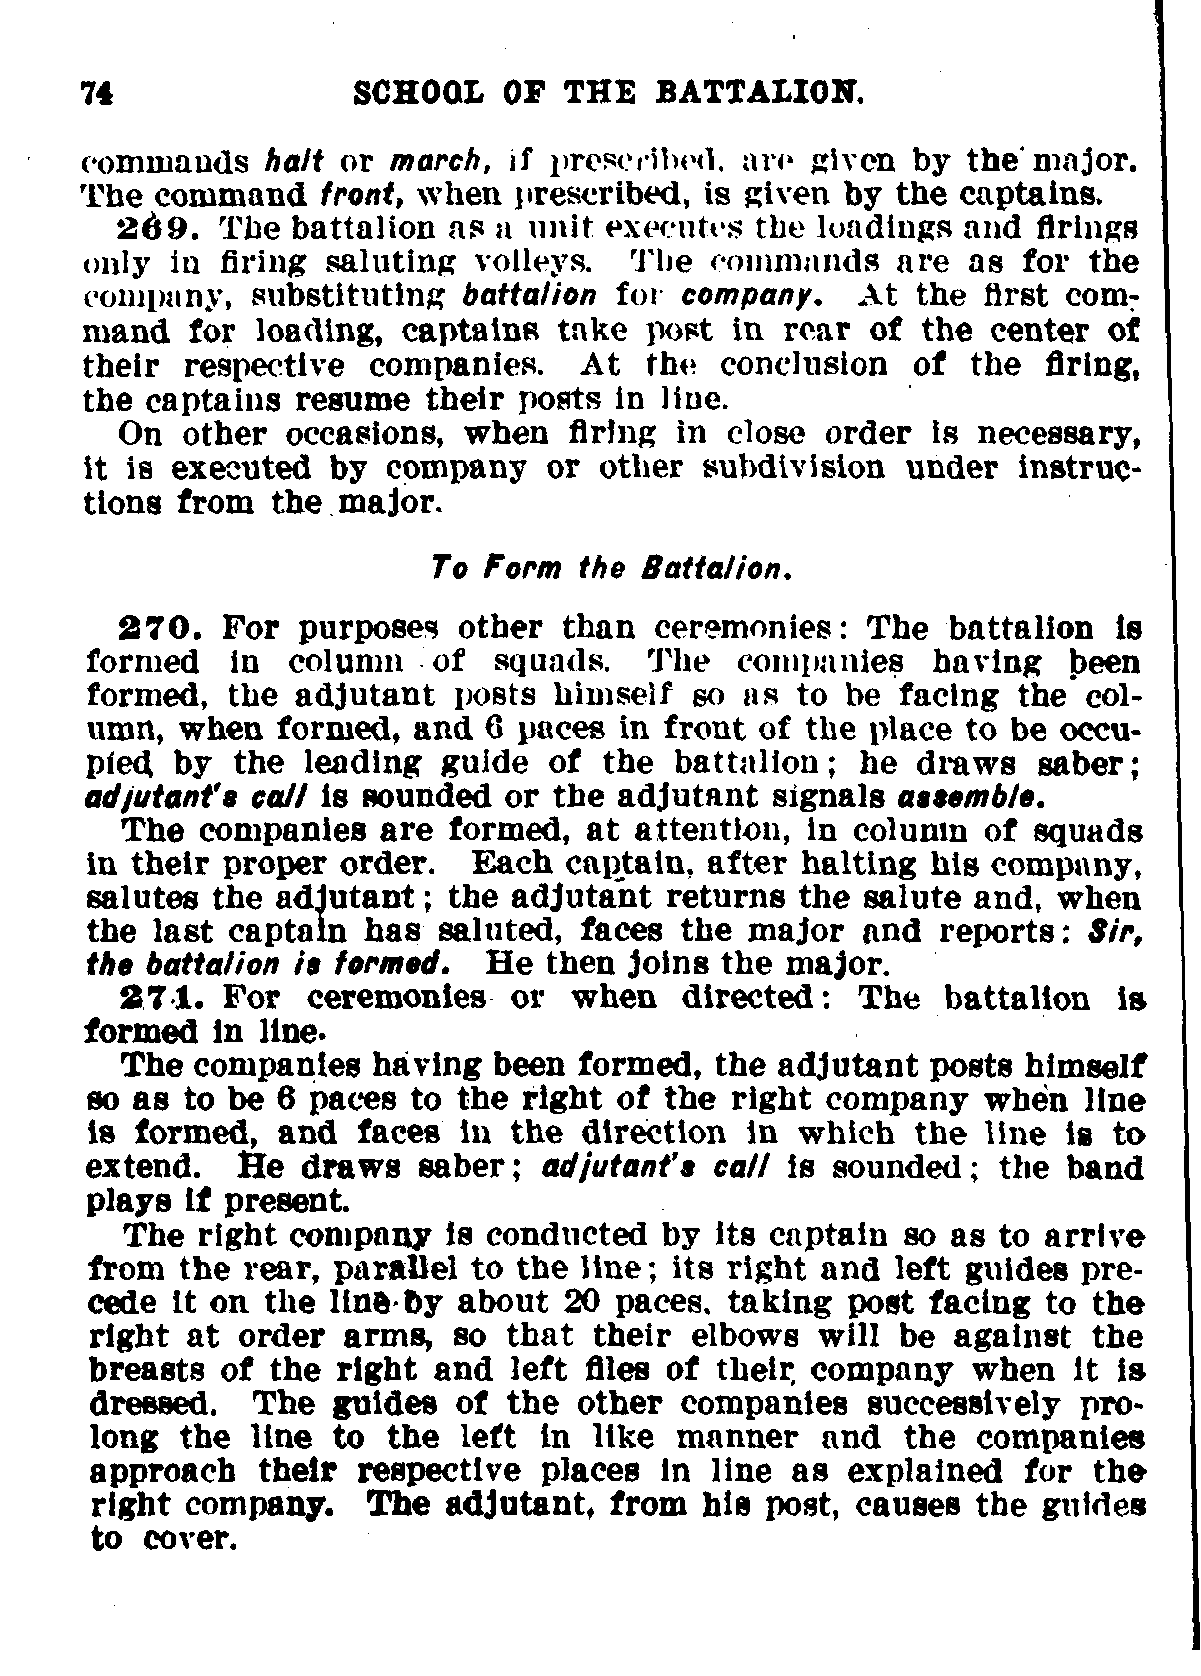 74 SCHOOL OF THE BATTALION.
commands halt or march, if prescribed, are given by the major.
The command front, when prescribed, is given by the captains.
269. The battalion as a unit executes the loadings and firings
only in firing saluting volleys. The commands are as for the
company, substituting battalion for company. At the first com-
mand for loading, captains take post in rear of the center of
their respective companies. At the conclusion of the firing,
the captains resume their posts in line.
On other occasions, when firing in close order is necessary,
it is executed by company or other subdivision under instruc-
tions from the major.
To Form the Battalion.
270. For purposes other than ceremonies: The battalion is
formed in column of squads. The companies having been
formed, the adjutant posts himself so as to be facing the col-
umn, when formed, and 6 paces in front of the place to be occu-
pied by the leading guide of the battalion; he draws saber;
adjutant's call is sounded or the adjutant signals assemble.
The companies are formed, at attention, in column of squads
in their proper order. Each captain, after halting his company,
salutes the adjutant; the adjutant returns the salute and, when
the last captain has saluted, faces the major and reports: Sir,
the battalion is formed. He then joins the major.
271. For ceremonies or when directed: The battalion is
formed in line.
The companies having been formed, the adjutant posts himself
so as to be 6 paces to the right of the right company when line
is formed, and faces in the direction in which the line is to
extend. He draws saber; adjutant's call is sounded; the band
plays if present.
The right company is conducted by its captain so as to arrive
from the rear, parallel to the line; its right and left guides pre-
cede it on the line by about 20 paces, taking post facing to the
right at order arms, so that their elbows will be against the
breasts of the right and left files of their company when it is
dressed. The guides of the other companies successively pro-
long the line to the left in like manner and the companies
approach their respective places in line as explained for the
right company. The adjutant, from his post, causes the guides
to cover.